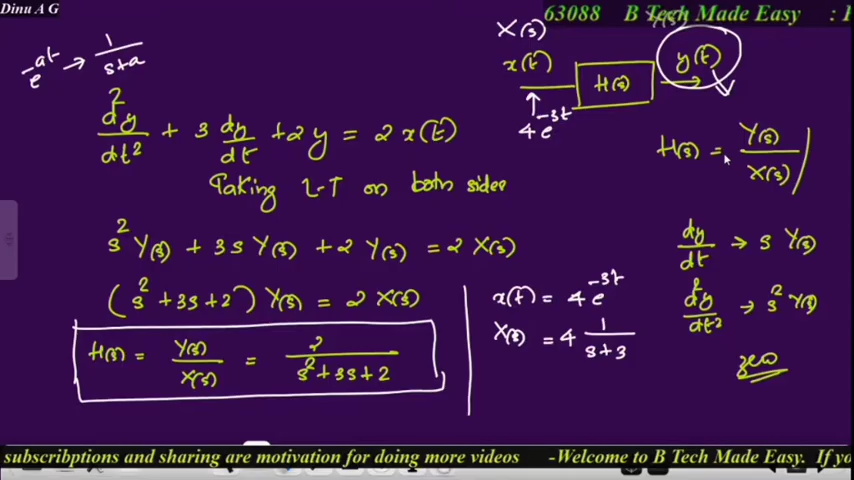 Dinu A G
63088 B Tech Made Easy : F
e^-at → 1/(s+a)
X(s)
x(t)
H(s)
y(t)
4e^-3t
d²y/dt² + 3 dy/dt + 2y = 2x(t)
Taking L-T on both sides
H(s) = Y(s)/X(s)
s² Y(s) + 3s Y(s) + 2 Y(s) = 2 X(s)
dy/dt → s Y(s)
(s² + 3s + 2) Y(s) = 2 X(s)
d²y/dt² → s² Y(s)
x(t) = 4e^-3t
X(s) = 4 1/(s+3)
H(s) = Y(s)/X(s) = 2/(s² + 3s + 2)
zero
subscribptions and sharing are motivation for doing more videos -Welcome to B Tech Made Easy. If yo